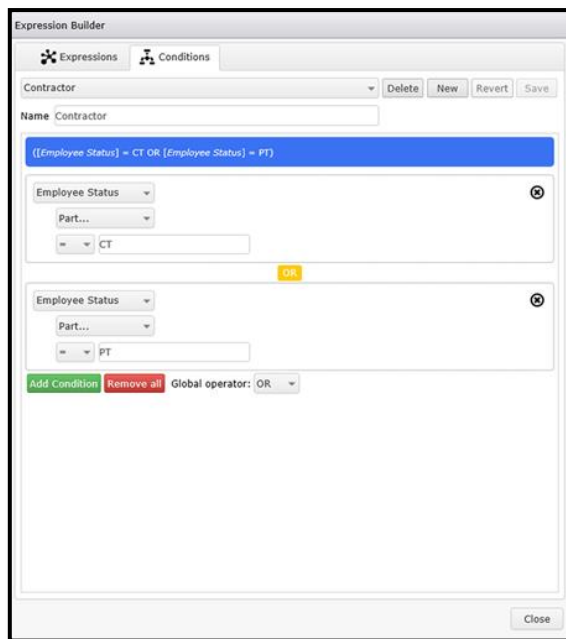 Expression Builder
Expressions Conditions
Contractor Delete New Revert Save
Name Contractor
([Employee Status] = CT OR [Employee Status] = PT)
Employee Status
Part...
= CT
OR
Employee Status
Part...
= PT
Add Condition Remove all Global operator: OR
Close